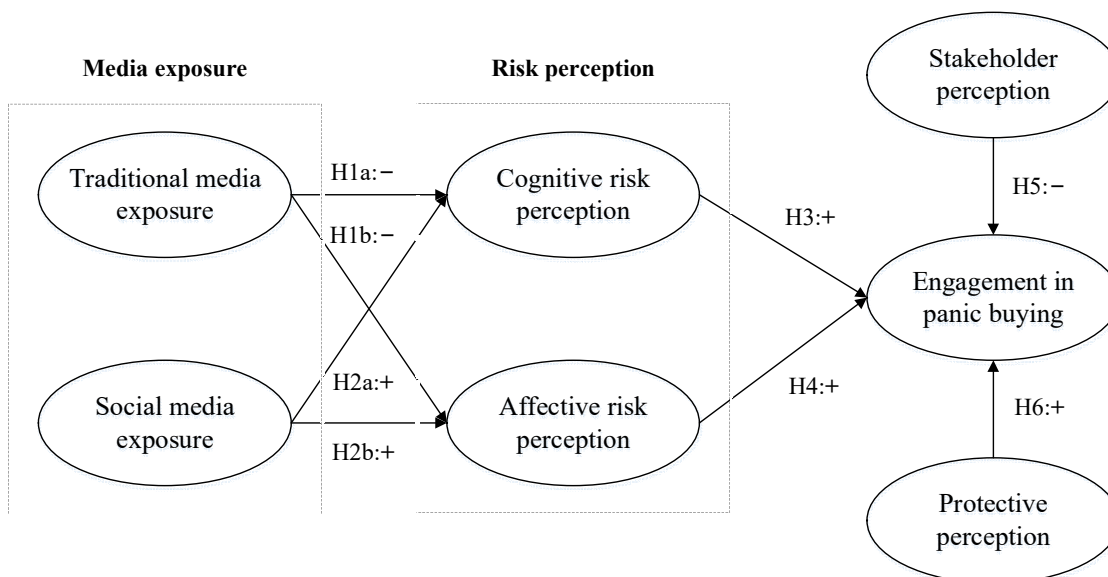 Media exposure
Risk perception
Stakeholder
perception
Traditional media
exposure
H1a:−
H1b:−
Cognitive risk
perception
H3:+
H5:−
Engagement in
panic buying
Social media
exposure
H2a:+
H2b:+
Affective risk
perception
H4:+
H6:+
Protective
perception